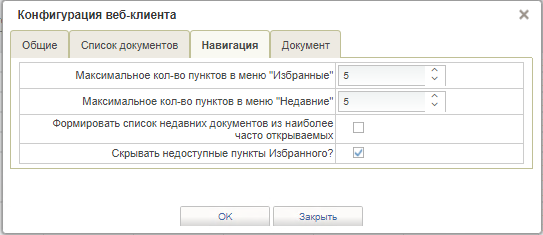 Конфигурация веб-клиента
Общие Список документов Навигация Документ
Максимальное кол-во пунктов в меню "Избранные" 5
Максимальное кол-во пунктов в меню "Недавние" 5
Формировать список недавних документов из наиболее
часто открываемых
Скрывать недоступные пункты Избранного?
OK Закрыть